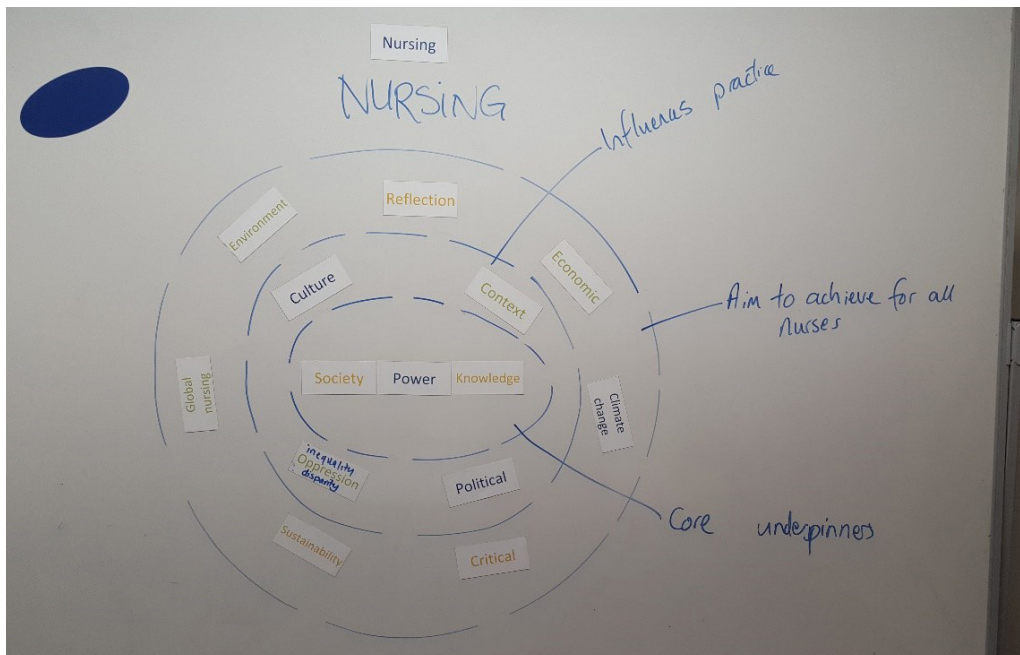 Nursing
NURSiNG
Influences practice
Reflection
Environment
Economic
Culture
Context
Aim to achieve for all
nurses
Society
Power
Knowledge
Global
nursing
Climate
change
inequality
Oppression
disparity
Political
Core underpinners
Sustainability
Critical